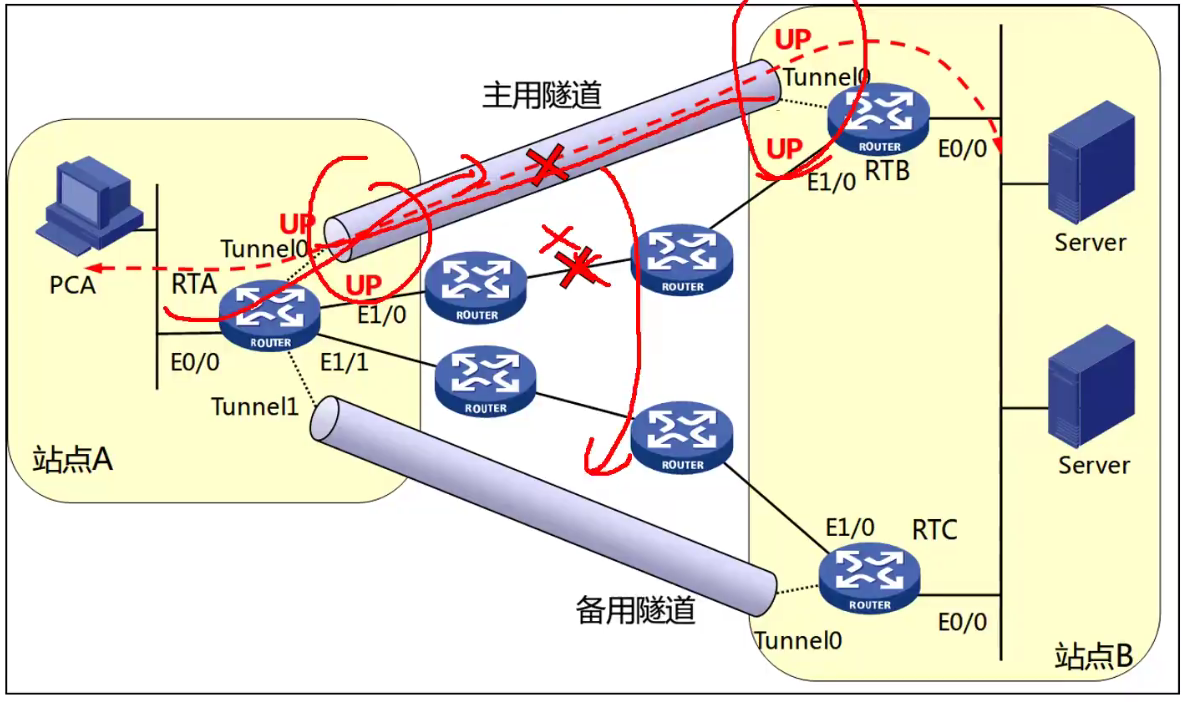 UP
主用隧道
Tunnel0
ROUTER
E0/0
UP
E1/0
RTB
Server
UP
Tunnel0
PCA
RTA
UP
E1/0
ROUTER
ROUTER
ROUTER
E0/0
E1/1
Tunnel1
ROUTER
站点A
ROUTER
Server
E1/0
RTC
ROUTER
备用隧道
Tunnel0
E0/0
站点B